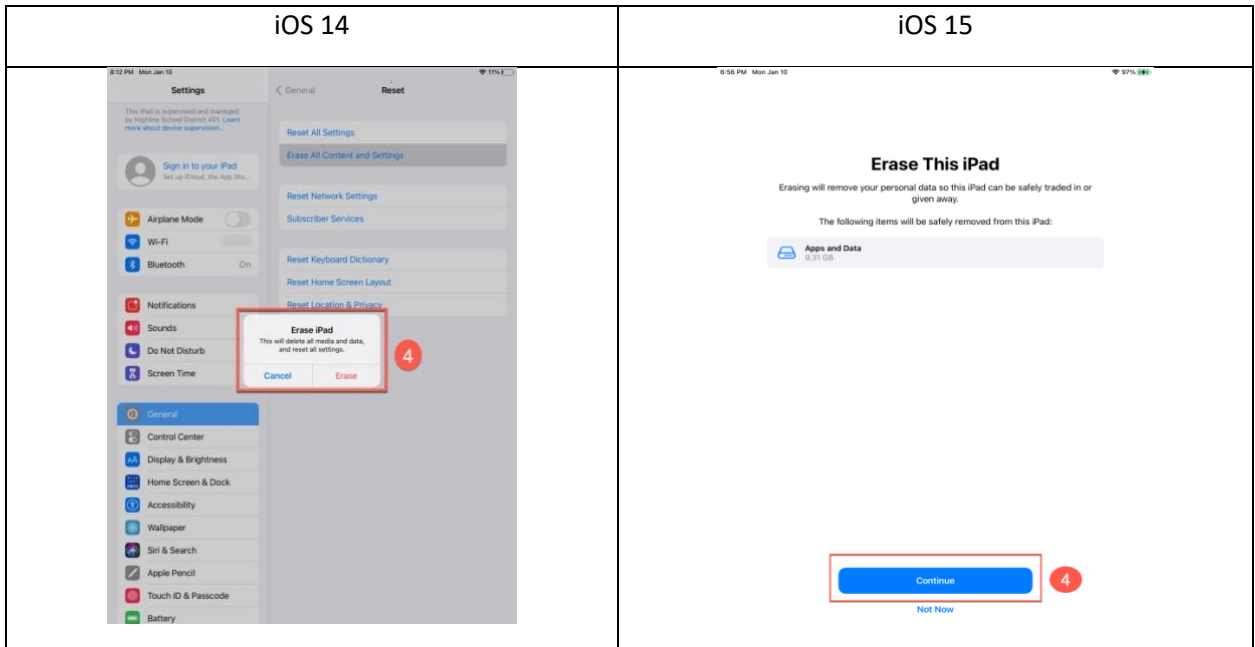 iOS 14
iOS 15
8:12 PM Mon Jan 10
11%
Settings
This iPad is supervised and managed
by Highline School District 401. Learn
more about device supervision...
Sign in to your iPad
Set up iCloud, the App Sto...
Airplane Mode
Wi-Fi
Bluetooth On
Notifications
Sounds
Do Not Disturb
Screen Time
General
Control Center
Display & Brightness
Home Screen & Dock
Accessibility
Wallpaper
Siri & Search
Apple Pencil
Touch ID & Passcode
Battery
General Reset
Reset All Settings
Erase All Content and Settings
Reset Network Settings
Subscriber Services
Reset Keyboard Dictionary
Reset Home Screen Layout
Reset Location & Privacy
Erase iPad
This will delete all media and data,
and reset all settings.
Cancel Erase
4
6:56 PM Mon Jan 10
97%
Erase This iPad
Erasing will remove your personal data so this iPad can be safely traded in or
given away.
The following items will be safely removed from this iPad:
Apps and Data
9.31 GB
Continue
4
Not Now